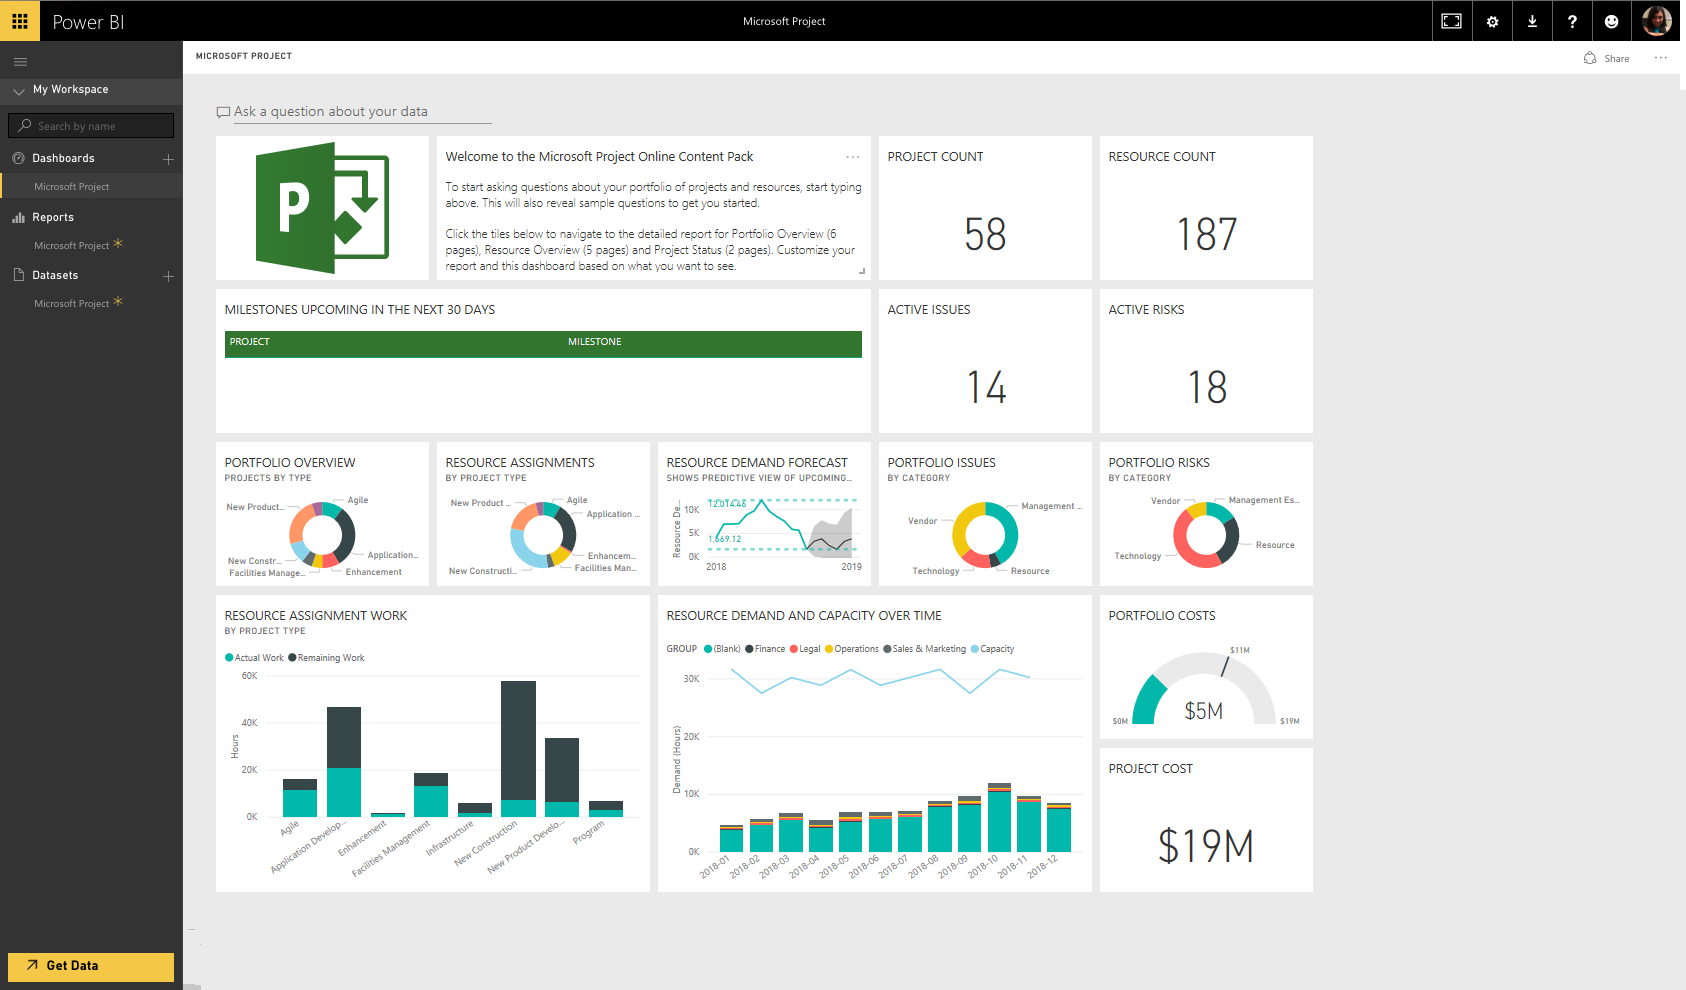 Power BI
Microsoft Project
?
MICROSOFT PROJECT
Share
...
My Workspace
Search by name
Dashboards
Microsoft Project
Reports
Microsoft Project
Datasets
Microsoft Project
Get Data
Ask a question about your data
P
Welcome to the Microsoft Project Online Content Pack
...
To start asking questions about your portfolio of projects and resources, start typing
above. This will also reveal sample questions to get you started.
Click the tiles below to navigate to the detailed report for Portfolio Overview (6
pages), Resource Overview (5 pages) and Project Status (2 pages). Customize your
report and this dashboard based on what you want to see.
PROJECT COUNT
58
RESOURCE COUNT
187
MILESTONES UPCOMING IN THE NEXT 30 DAYS
PROJECT MILESTONE
ACTIVE ISSUES
14
ACTIVE RISKS
18
PORTFOLIO OVERVIEW
PROJECTS BY TYPE
Agile
New Product...
Application...
New Constr...
Facilities Manage...
Enhancement
RESOURCE ASSIGNMENTS
BY PROJECT TYPE
Agile
New Product ...
Application ...
Enhancem...
Facilities Man...
New Constructi...
RESOURCE DEMAND FORECAST
SHOWS PREDICTIVE VIEW OF UPCOMING...
Resource De...
12,014.46
10K
5K
1,669.12
0K
2018 2019
PORTFOLIO ISSUES
BY CATEGORY
Management ...
Vendor
Technology
Resource
PORTFOLIO RISKS
BY CATEGORY
Vendor
Management Es...
Resource
Technology
RESOURCE ASSIGNMENT WORK
BY PROJECT TYPE
Actual Work Remaining Work
60K
40K
20K
0K
Hours
Agile
Application Develop...
Enhancement
Facilities Management
Infrastructure
New Construction
New Product Develo...
Program
RESOURCE DEMAND AND CAPACITY OVER TIME
GROUP (Blank) Finance Legal Operations Sales & Marketing Capacity
30K
20K
10K
0K
Demand (Hours)
2018-01
2018-02
2018-03
2018-04
2018-05
2018-06
2018-07
2018-08
2018-09
2018-10
2018-11
2018-12
PORTFOLIO COSTS
$11M
$5M
$0M
$19M
PROJECT COST
$19M